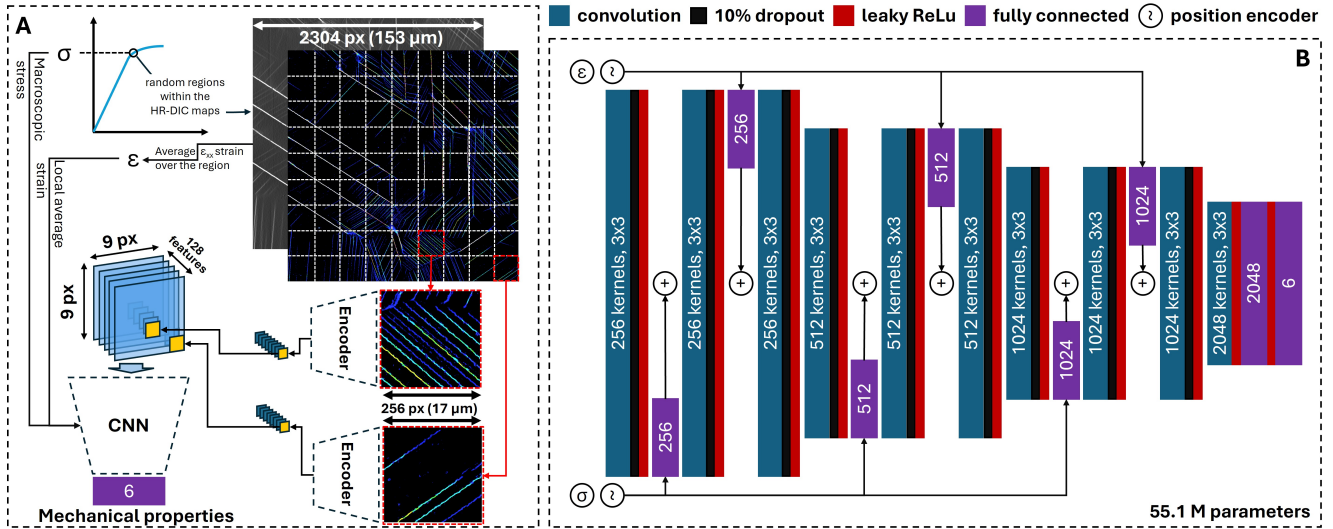 A
2304 px (153 µm)
σ
random regions
within the
HR-DIC maps
Macroscopic
stress
Average εxx strain
over the region
ε
Local average
strain
9 px
128
features
9 px
Encoder
256 px (17 µm)
Encoder
CNN
6
Mechanical properties
convolution
10% dropout
leaky ReLu
fully connected
~ position encoder
B
ε ~
256 kernels, 3x3
256
256 kernels, 3x3
256
256 kernels, 3x3
512 kernels, 3x3
512
512 kernels, 3x3
512
512 kernels, 3x3
1024 kernels, 3x3
1024
1024 kernels, 3x3
1024
1024 kernels, 3x3
2048 kernels, 3x3
2048
6
+
+
+
+
+
+
σ ~
55.1 M parameters